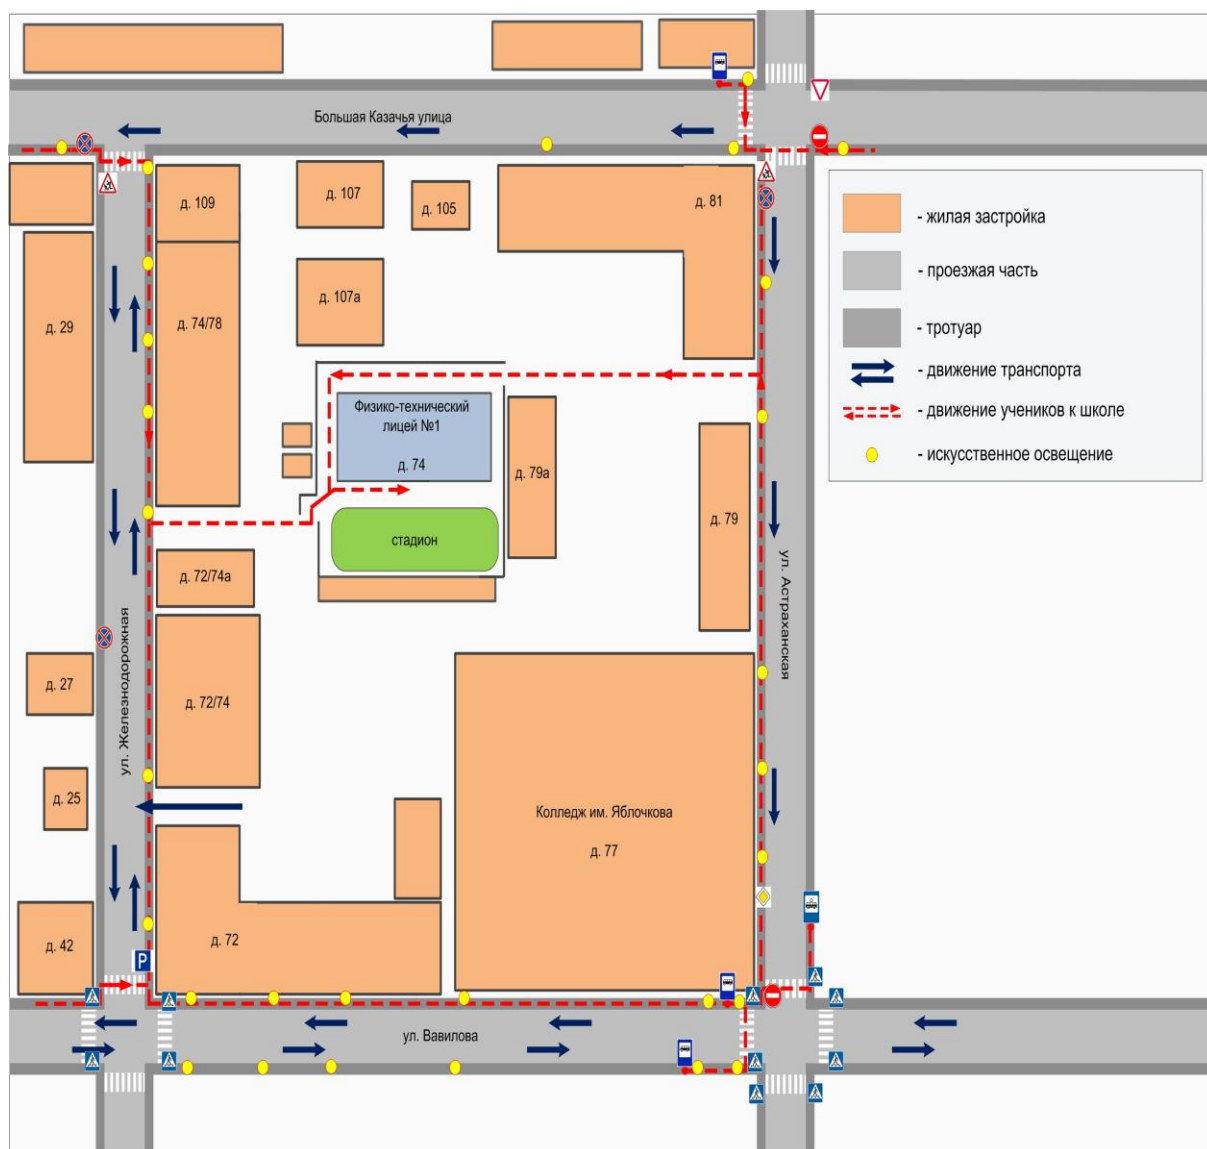 Большая Казачья улица
д. 109
д. 107
д. 105
д. 81
- жилая застройка
- проезжая часть
д. 29
д. 74/78
д. 107а
- тротуар
- движение транспорта
- движение учеников к школе
- искусственное освещение
Физико-технический
лицей №1
д. 74
д. 79а
д. 79
стадион
д. 72/74а
ул. Астраханская
ул. Железнодорожная
д. 27
д. 72/74
д. 25
Колледж им. Яблочкова
д. 77
д. 42
д. 72
P
ул. Вавилова